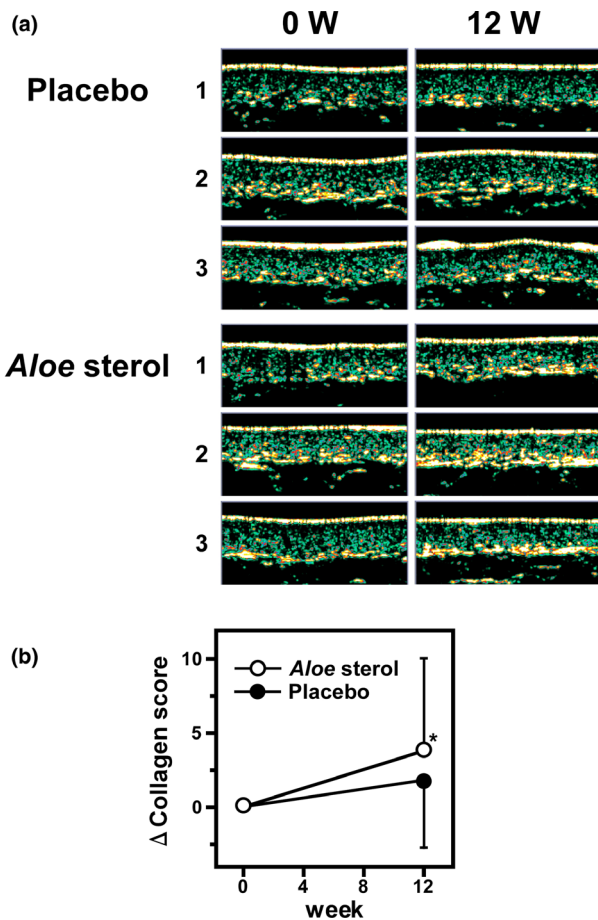 (a)
0 W 12 W
Placebo 1
2
3
Aloe sterol 1
2
3
(b)
Δ Collagen score
10
5
0
Aloe sterol
Placebo
*
0 4 8 12
week